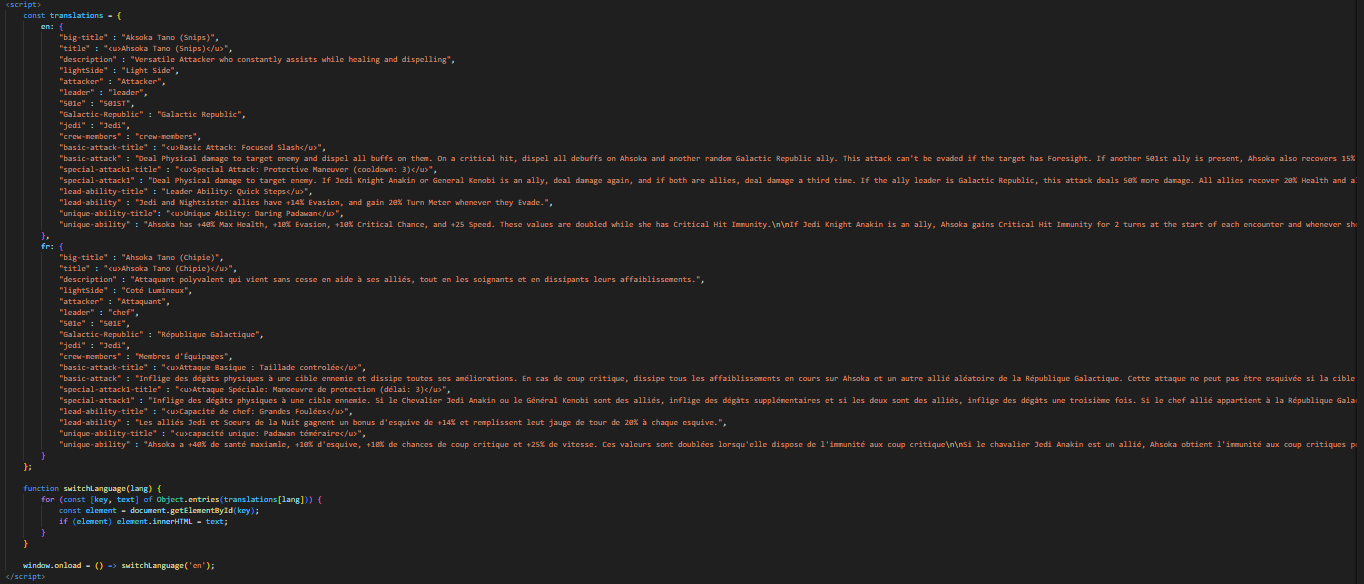 <script>
const translations = {
en: {
"big-title" : "Aksoka Tano (Snips)",
"title" : "<u>Ahsoka Tano (Snips)</u>",
"description" : "Versatile Attacker who constantly assists while healing and dispelling",
"lightSide" : "Light Side",
"attacker" : "Attacker",
"leader" : "leader",
"501e" : "501ST",
"Galactic-Republic" : "Galactic Republic",
"jedi" : "Jedi",
"crew-members" : "crew-members",
"basic-attack-title" : "<u>Basic Attack: Focused Slash</u>",
"basic-attack" : "Deal Physical damage to target enemy and dispel all buffs on them. On a critical hit, dispel all debuffs on Ahsoka and another random Galactic Republic ally. This attack can't be evaded if the target has Foresight. If another 501st ally is present, Ahsoka also recovers 15%
"special-attack1-title" : "<u>Special Attack: Protective Maneuver (cooldown: 3)</u>",
"special-attack1" : "Deal Physical damage to target enemy. If Jedi Knight Anakin or General Kenobi is an ally, deal damage again, and if both are allies, deal damage a third time. If the ally leader is Galactic Republic, this attack deals 50% more damage. All allies recover 20% Health and a
"lead-ability-title" : "Leader Ability: Quick Steps</u>",
"lead-ability" : "Jedi and Nightsister allies have +14% Evasion, and gain 20% Turn Meter whenever they Evade.",
"unique-ability-title": "<u>Unique Ability: Daring Padawan</u>",
"unique-ability" : "Ahsoka has +40% Max Health, +10% Evasion, +10% Critical Chance, and +25 Speed. These values are doubled while she has Critical Hit Immunity.\n\nIf Jedi Knight Anakin is an ally, Ahsoka gains Critical Hit Immunity for 2 turns at the start of each encounter and whenever sh
},
fr: {
"big-title" : "Ahsoka Tano (Chipie)",
"title" : "<u>Ahsoka Tano (Chipie)</u>",
"description" : "Attaquant polyvalent qui vient sans cesse en aide à ses alliés, tout en les soignants et en dissipants leurs affaiblissements.",
"lightSide" : "Coté Lumineux",
"attacker" : "Attaquant",
"leader" : "chef",
"501e" : "501E",
"Galactic-Republic" : "République Galactique",
"jedi" : "Jedi",
"crew-members" : "Membres d'Équipages",
"basic-attack-title" : "<u>Attaque Basique : Taillade controlée</u>",
"basic-attack" : "Inflige des dégâts physiques à une cible ennemie et dissipe toutes ses améliorations. En cas de coup critique, dissipe tous les affaiblissements en cours sur Ahsoka et un autre allié aléatoire de la République Galactique. Cette attaque ne peut pas être esquivée si la cible
"special-attack1-title" : "<u>Attaque Spéciale: Manoeuvre de protection (délai: 3)</u>",
"special-attack1" : "Inflige des dégâts physiques à une cible ennemie. Si le Chevalier Jedi Anakin ou le Général Kenobi sont des alliés, inflige des dégâts supplémentaires et si les deux sont des alliés, inflige des dégâts une troisième fois. Si le chef allié appartient à la République Gala
"lead-ability-title" : "<u>Capacité de chef: Grandes Foulées</u>",
"lead-ability" : "Les alliés Jedi et Soeurs de la Nuit gagnent un bonus d'esquive de +14% et remplissent leut jauge de tour de 20% à chaque esquive.",
"unique-ability-title" : "<u>capacité unique: Padawan téméraire</u>",
"unique-ability" : "Ahsoka a +40% de santé maxiamle, +10% d'esquive, +10% de chances de coup critique et +25% de vitesse. Ces valeurs sont doublées lorsqu'elle dispose de l'immunité aux coup critique\n\nSi le chavalier Jedi Anakin est un allié, Ahsoka obtient l'immunité aux coup critiques p
}
};
function switchLanguage(lang) {
for (const [key, text] of Object.entries(translations[lang])) {
const element = document.getElementById(key);
if (element) element.innerHTML = text;
}
}
window.onload = () => switchLanguage('en');
</script>